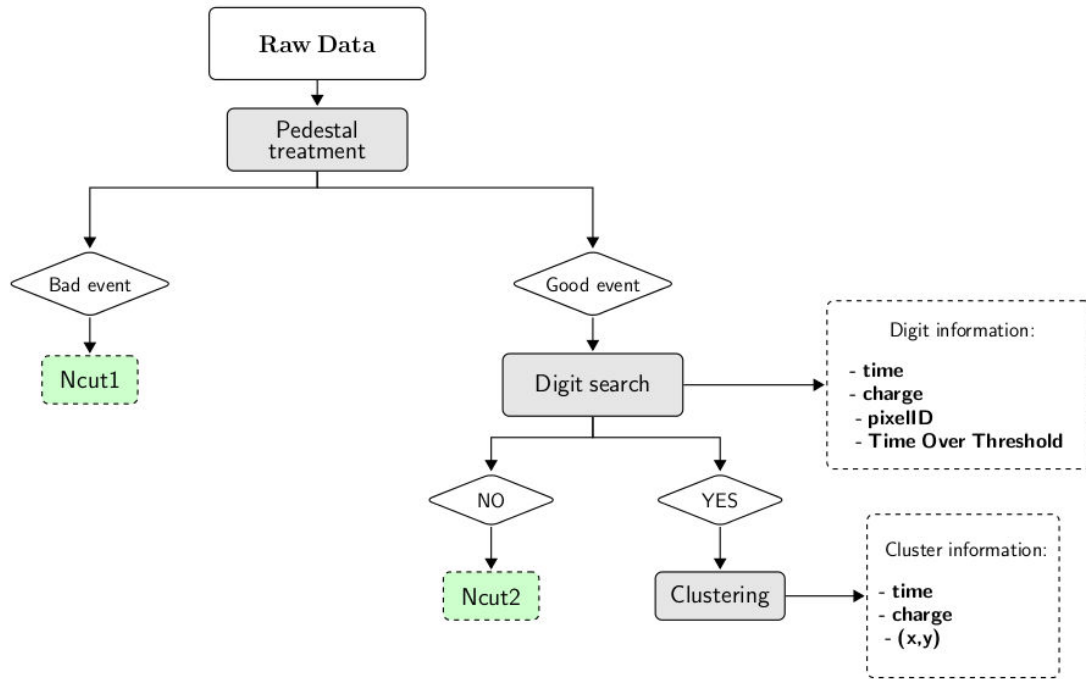 Raw Data
Pedestal
treatment
Bad event
Good event
Ncut1
Digit search
Digit information:
- time
- charge
- pixelID
- Time Over Threshold
NO
YES
Ncut2
Clustering
Cluster information:
- time
- charge
- (x,y)